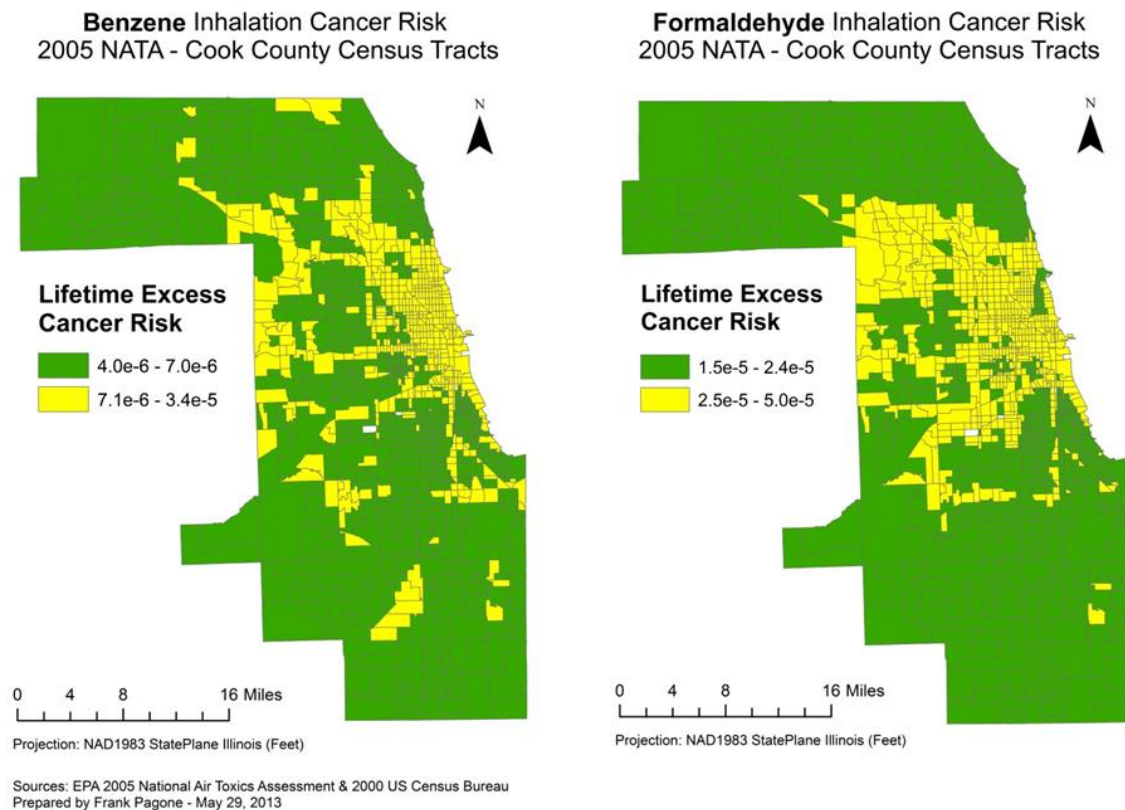 Benzene Inhalation Cancer Risk
2005 NATA - Cook County Census Tracts
N
Lifetime Excess
Cancer Risk
4.0e-6 - 7.0e-6
7.1e-6 - 3.4e-5
0 4 8 16 Miles
Projection: NAD1983 StatePlane Illinois (Feet)
Sources: EPA 2005 National Air Toxics Assessment & 2000 US Census Bureau
Prepared by Frank Pagone - May 29, 2013
Formaldehyde Inhalation Cancer Risk
2005 NATA - Cook County Census Tracts
N
Lifetime Excess
Cancer Risk
1.5e-5 - 2.4e-5
2.5e-5 - 5.0e-5
0 4 8 16 Miles
Projection: NAD1983 StatePlane Illinois (Feet)